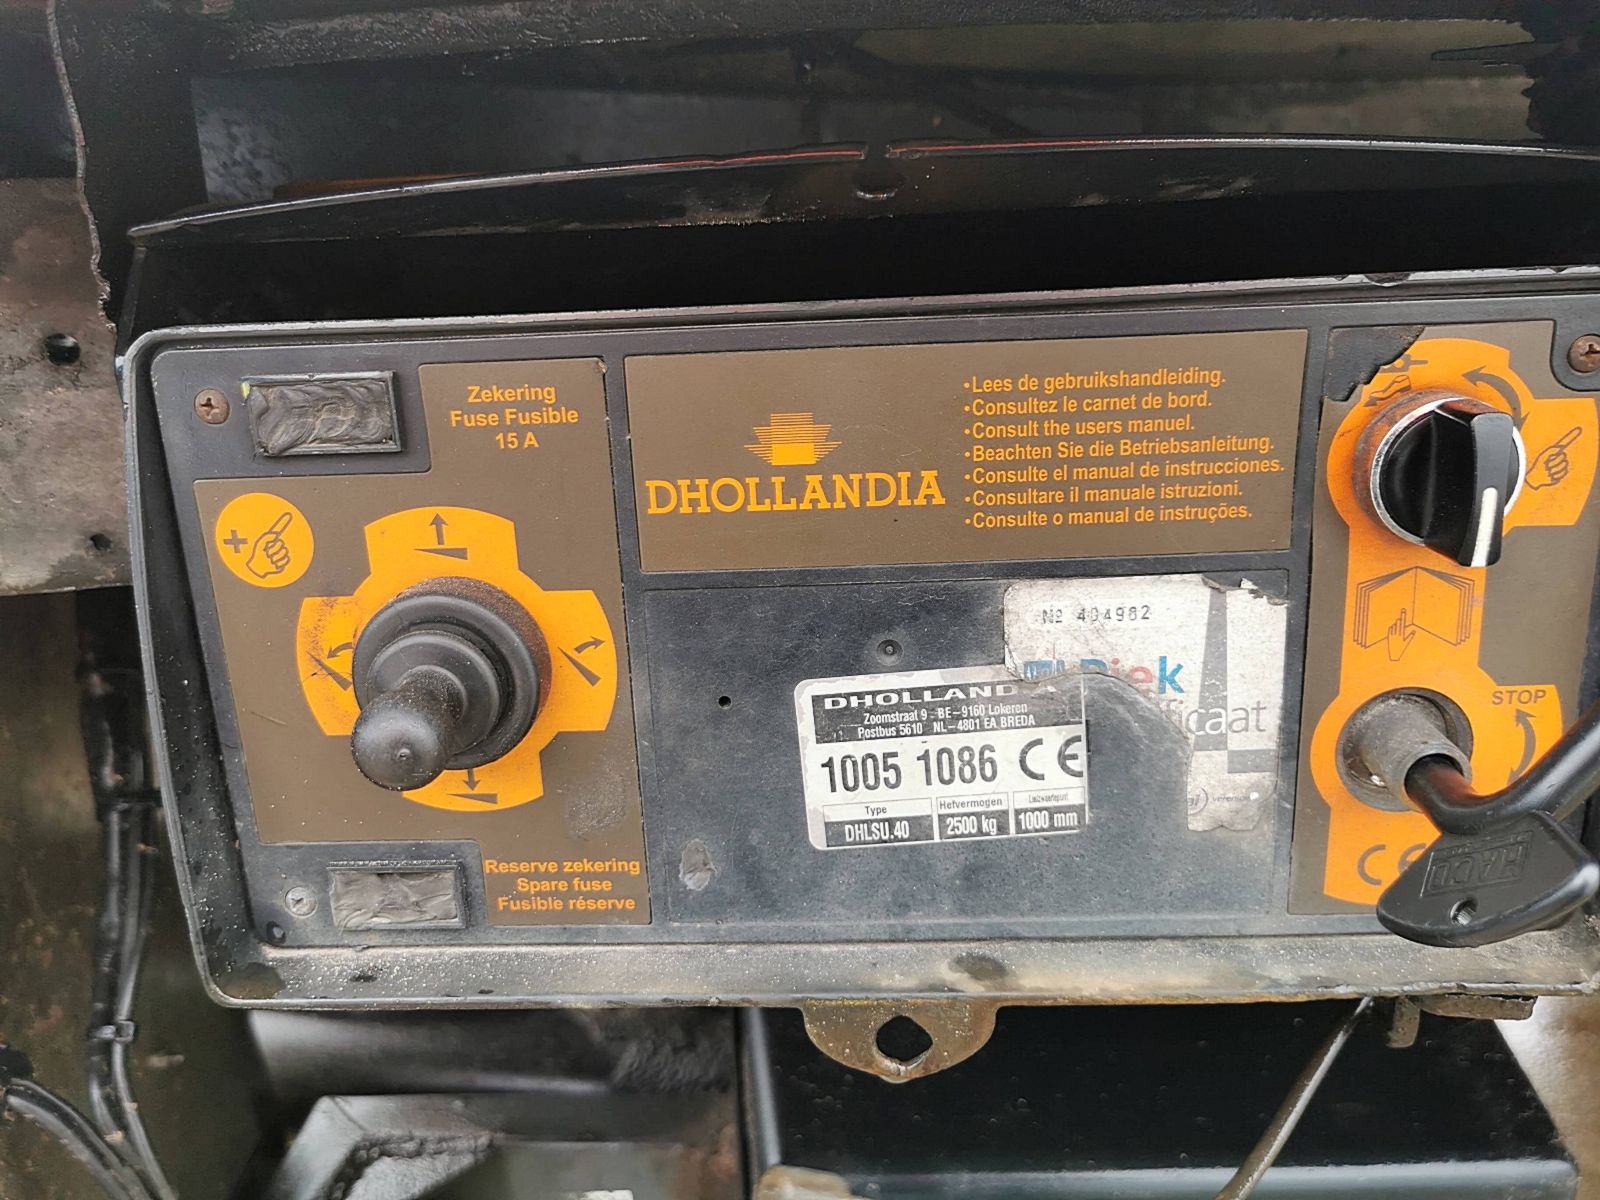 Zekering
Fuse Fusible
15 A
DHOLLANDIA
•Lees de gebruikshandleiding.
•Consultez le carnet de bord.
•Consult the users manuel.
•Beachten Sie die Betriebsanleitung.
•Consulte el manual de instrucciones.
•Consultare il manuale istruzioni.
•Consulte o manual de instruções.
Nº 404982
DHOLLANDIA
Zoomstraat 9 - BE-9160 Lokeren
Postbus 5610 NL-4801 EA BREDA
1005 1086 CE
Type
Hefvermogen
DHLSU.40
2500 kg
1000 mm
STOP
CE
HACO
Reserve zekering
Spare fuse
Fusible réserve